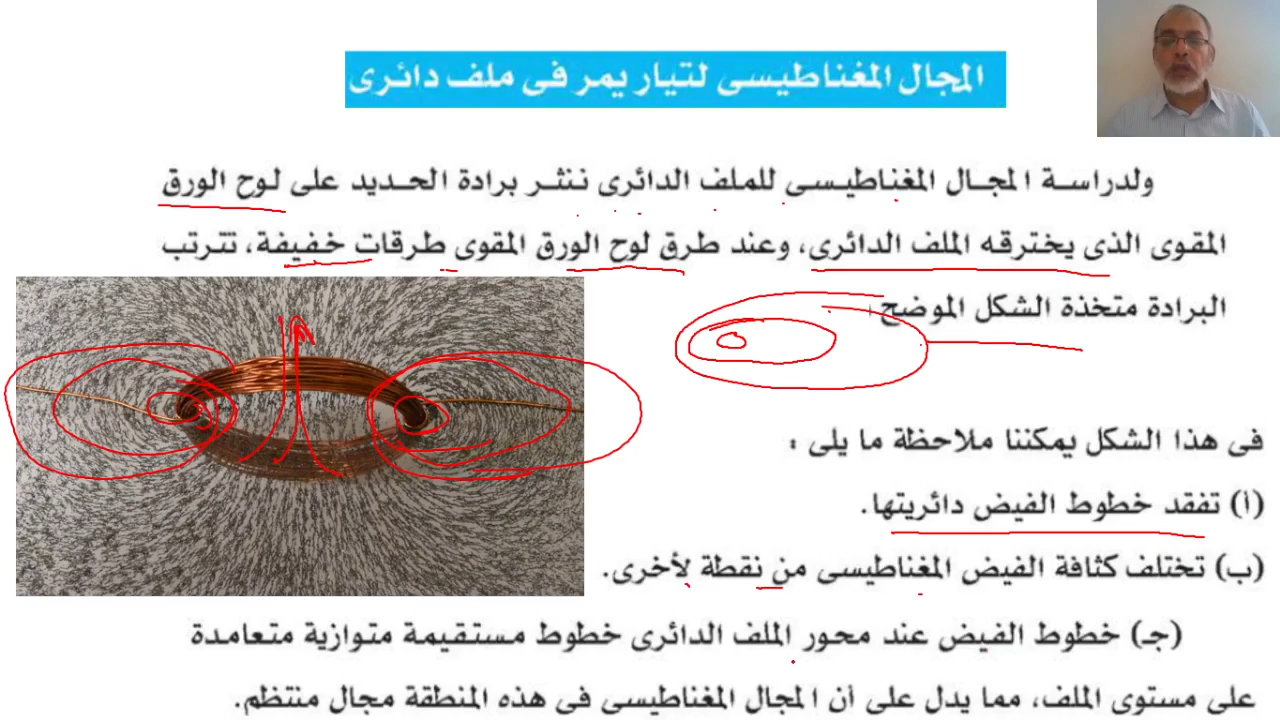 المجال المغناطيسى لتيار يمر فى ملف دائرى
ولدراسة المجال المغناطيسى للملف الدائرى ننثر برادة الحديد على لوح الورق
المقوى الذى يخترقه الملف الدائرى، وعند طرق لوح الورق المقوى طرقات خفيفة، تترتب
البرادة متخذة الشكل الموضح
فى هذا الشكل يمكننا ملاحظة ما يلى :
(أ) تفقد خطوط الفيض دائريتها.
(ب) تختلف كثافة الفيض المغناطيسى من نقطة لأخرى.
(جـ) خطوط الفيض عند محور الملف الدائرى خطوط مستقيمة متوازية متعامدة
على مستوى الملف، مما يدل على أن المجال المغناطيسى فى هذه المنطقة مجال منتظم.